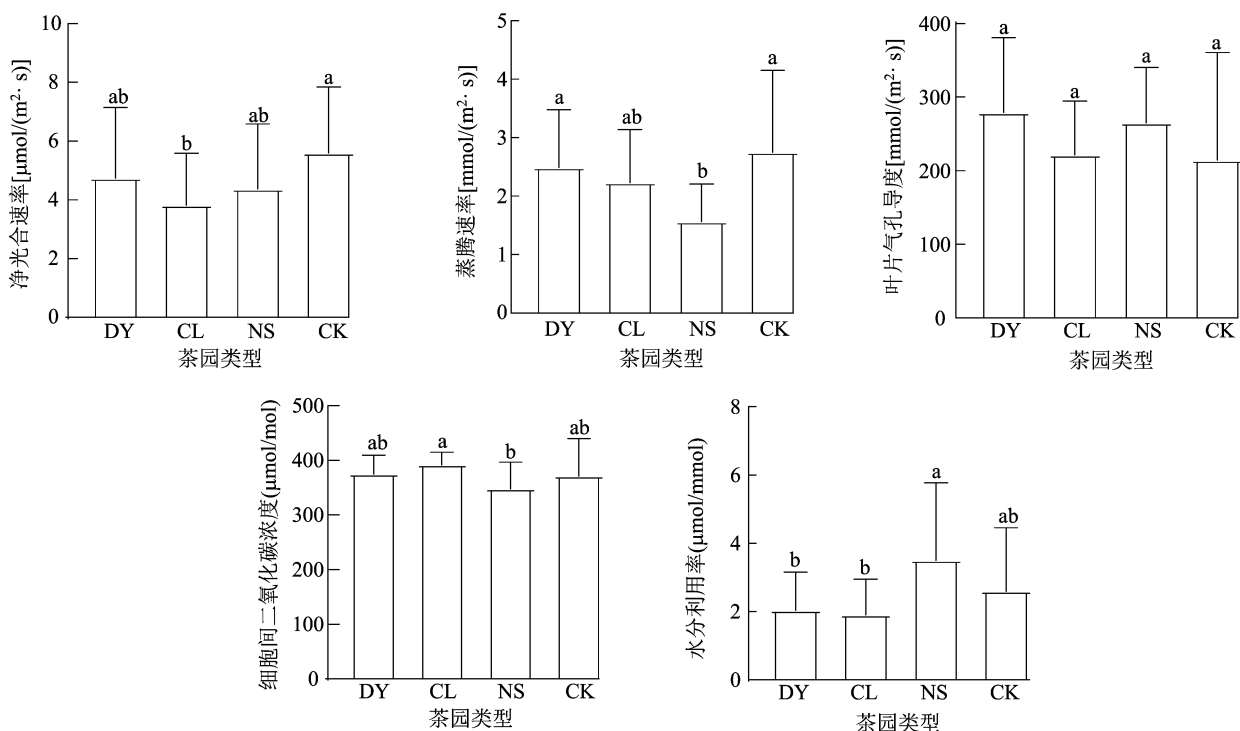 净光合速率[μmol/(m²· s)]
10
8
6
4
2
0
ab
b
ab
a
DY CL NS CK
茶园类型
蒸腾速率[mmol/(m²· s)]
5
4
3
2
1
0
a
ab
b
a
DY CL NS CK
茶园类型
叶片气孔导度[mmol/(m²· s)]
400
300
200
100
0
a
a
a
a
DY CL NS CK
茶园类型
细胞间二氧化碳浓度(μmol/mol)
500
400
300
200
100
0
ab
a
b
ab
DY CL NS CK
茶园类型
水分利用率(μmol/mmol)
8
6
4
2
0
b
b
a
ab
DY CL NS CK
茶园类型